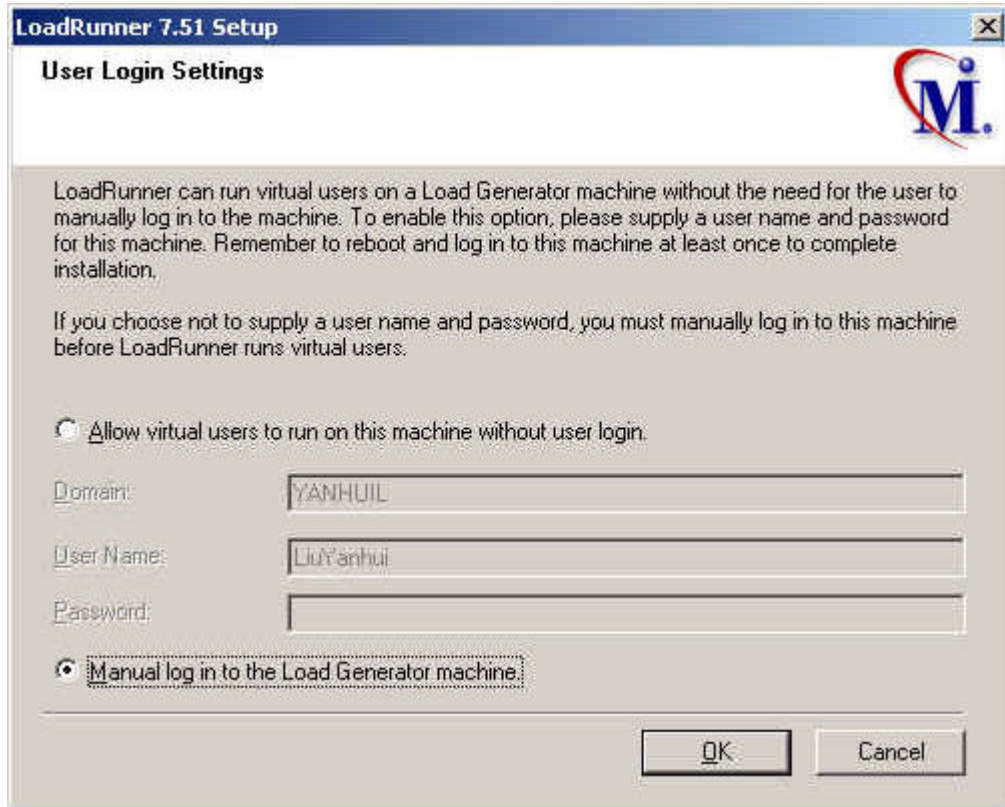 LoadRunner 7.51 Setup
User Login Settings
M.
LoadRunner can run virtual users on a Load Generator machine without the need for the user to
manually log in to the machine. To enable this option, please supply a user name and password
for this machine. Remember to reboot and log in to this machine at least once to complete
installation.
If you choose not to supply a user name and password, you must manually log in to this machine
before LoadRunner runs virtual users.
Allow virtual users to run on this machine without user login.
Domain: YANHUIL
User Name: LiuYanhui
Password:
Manual log in to the Load Generator machine.
OK Cancel